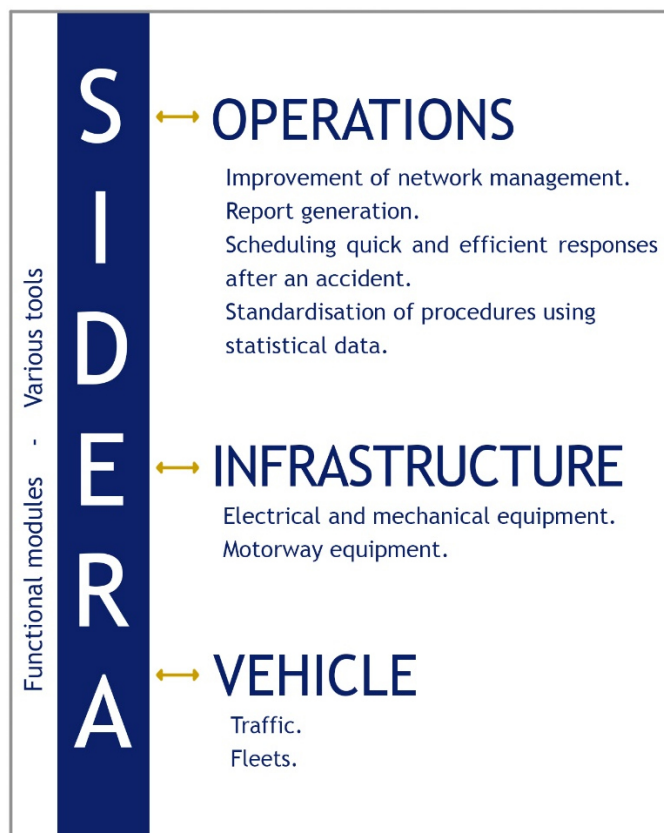 Functional modules - Various tools
SIDERA
OPERATIONS
Improvement of network management.
Report generation.
Scheduling quick and efficient responses
after an accident.
Standardisation of procedures using
statistical data.
INFRASTRUCTURE
Electrical and mechanical equipment.
Motorway equipment.
VEHICLE
Traffic.
Fleets.